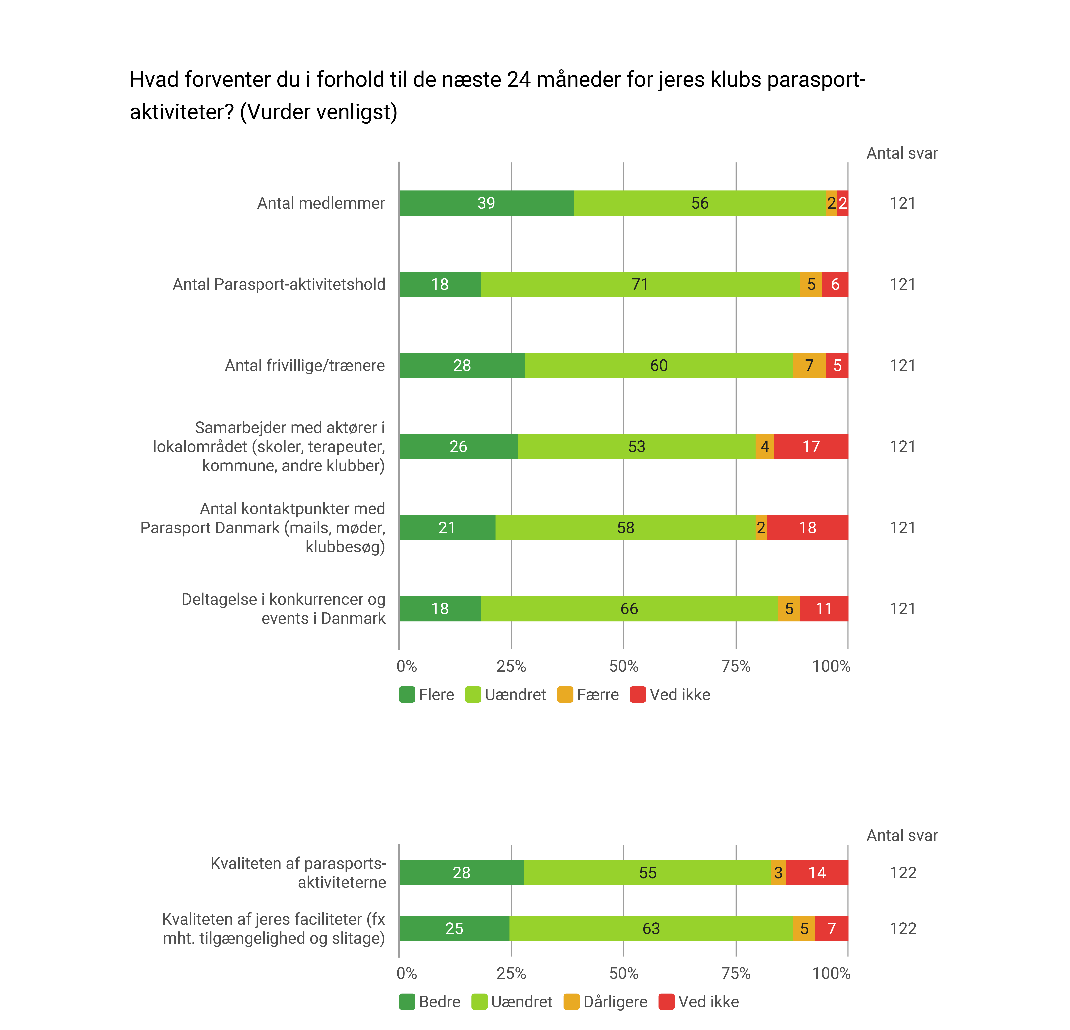 Hvad forventer du i forhold til de næste 24 måneder for jeres klubs parasport-
aktiviteter? (Vurder venligst)
Antal svar
Antal medlemmer 39 56 2 2 121
Antal Parasport-aktivitetshold 18 71 5 6 121
Antal frivillige/trænere 28 60 7 5 121
Samarbejder med aktører i
lokalområdet (skoler, terapeuter, 26 53 4 17 121
kommune, andre klubber)
Antal kontaktpunkter med
Parasport Danmark (mails, møder, 21 58 2 18 121
klubbesøg)
Deltagelse i konkurrencer og
events i Danmark 18 66 5 11 121
0% 25% 50% 75% 100%
Flere Uændret Færre Ved ikke
Antal svar
Kvaliteten af parasports-
aktiviteterne 28 55 3 14 122
Kvaliteten af jeres faciliteter (fx
mht. tilgængelighed og slitage) 25 63 5 7 122
0% 25% 50% 75% 100%
Bedre Uændret Dårligere Ved ikke